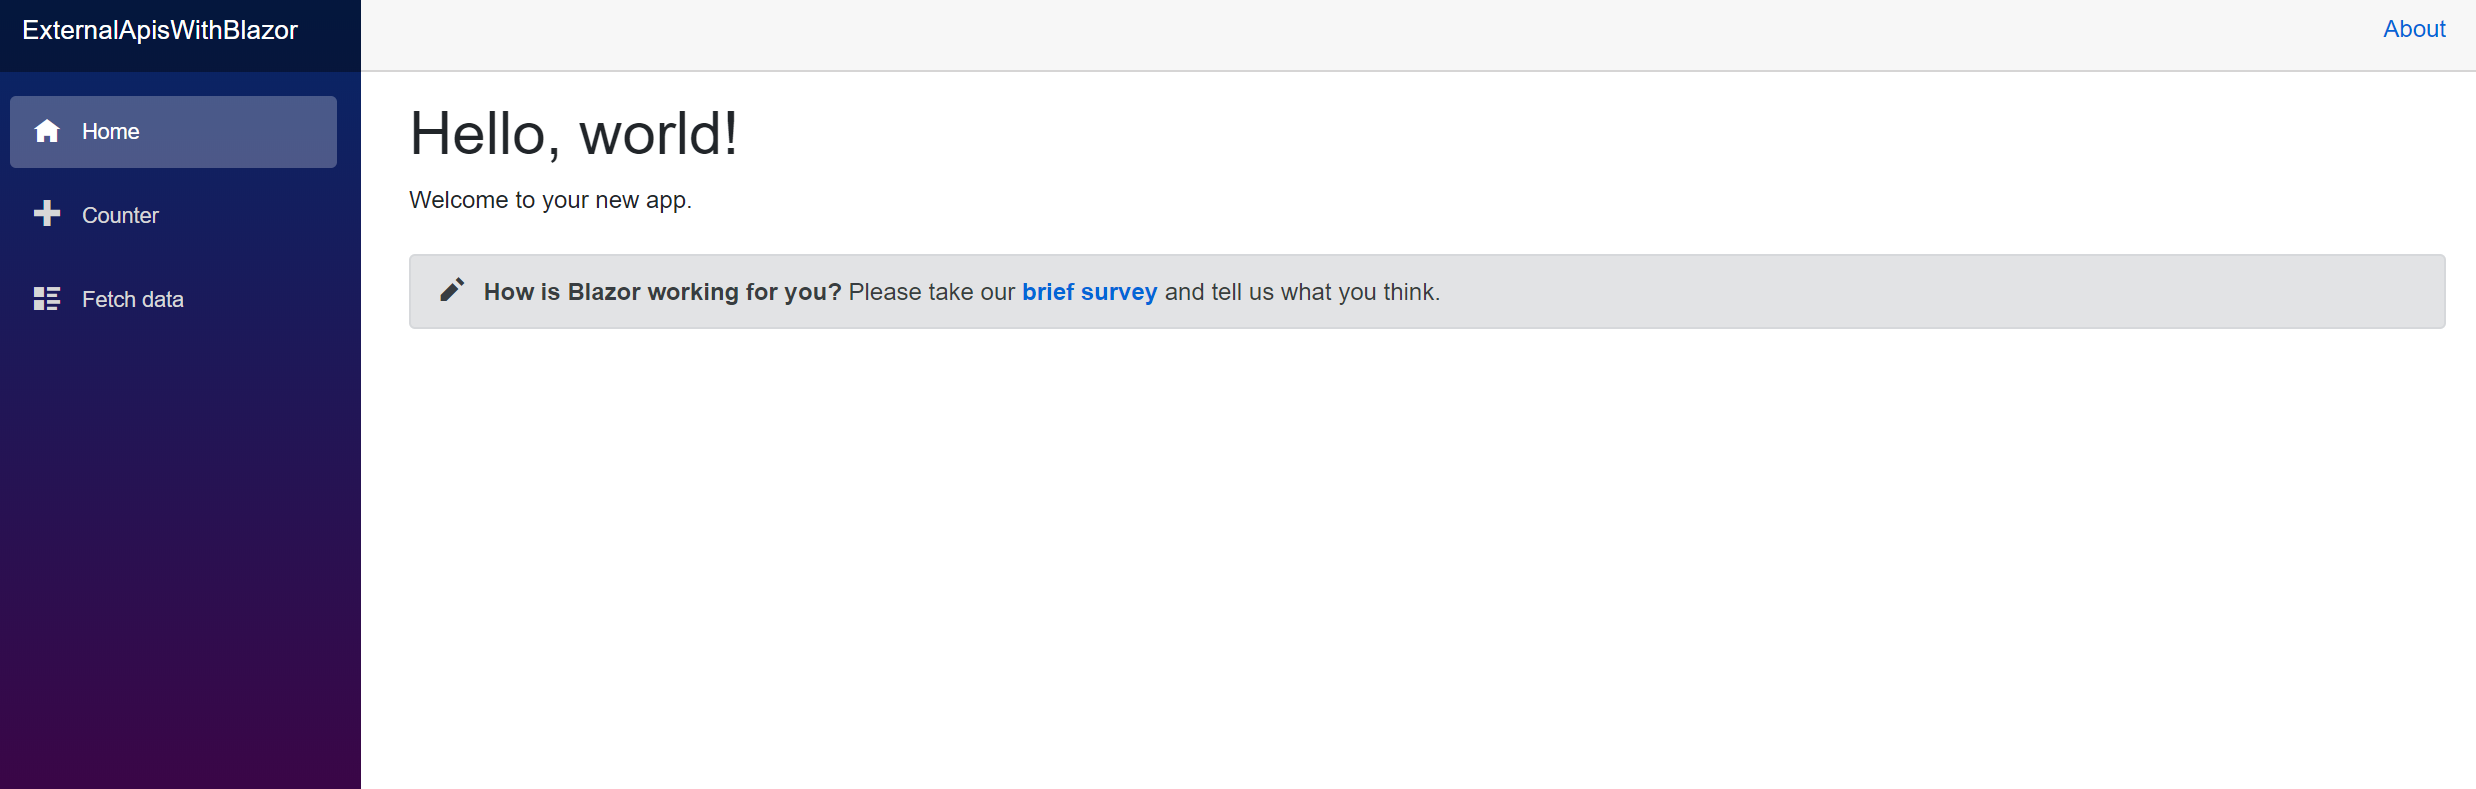 ExternalApisWithBlazor
About
Home
Counter
Fetch data
Hello, world!
Welcome to your new app.
How is Blazor working for you? Please take our brief survey and tell us what you think.